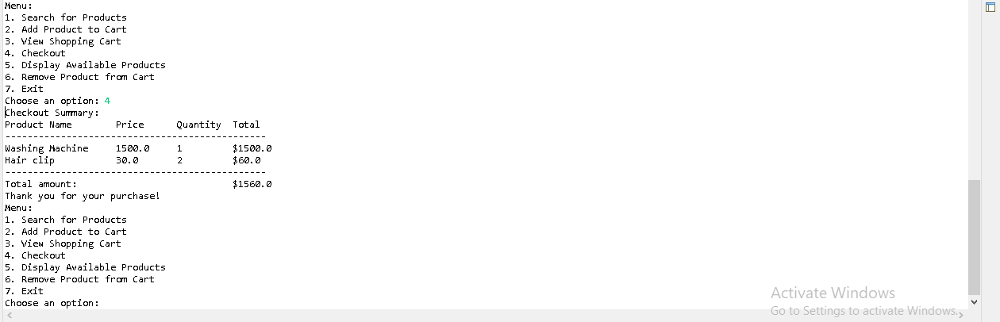 Menu:
1. Search for Products
2. Add Product to Cart
3. View Shopping Cart
4. Checkout
5. Display Available Products
6. Remove Product from Cart
7. Exit
Choose an option: 4
Checkout Summary:
Product Name Price Quantity Total
-----------------------------------------------
Washing Machine 1500.0 1 $1500.0
Hair clip 30.0 2 $60.0
-----------------------------------------------
Total amount: $1560.0
Thank you for your purchase!
Menu:
1. Search for Products
2. Add Product to Cart
3. View Shopping Cart
4. Checkout
5. Display Available Products
6. Remove Product from Cart
7. Exit
Choose an option:
Activate Windows
Go to Settings to activate Windows.